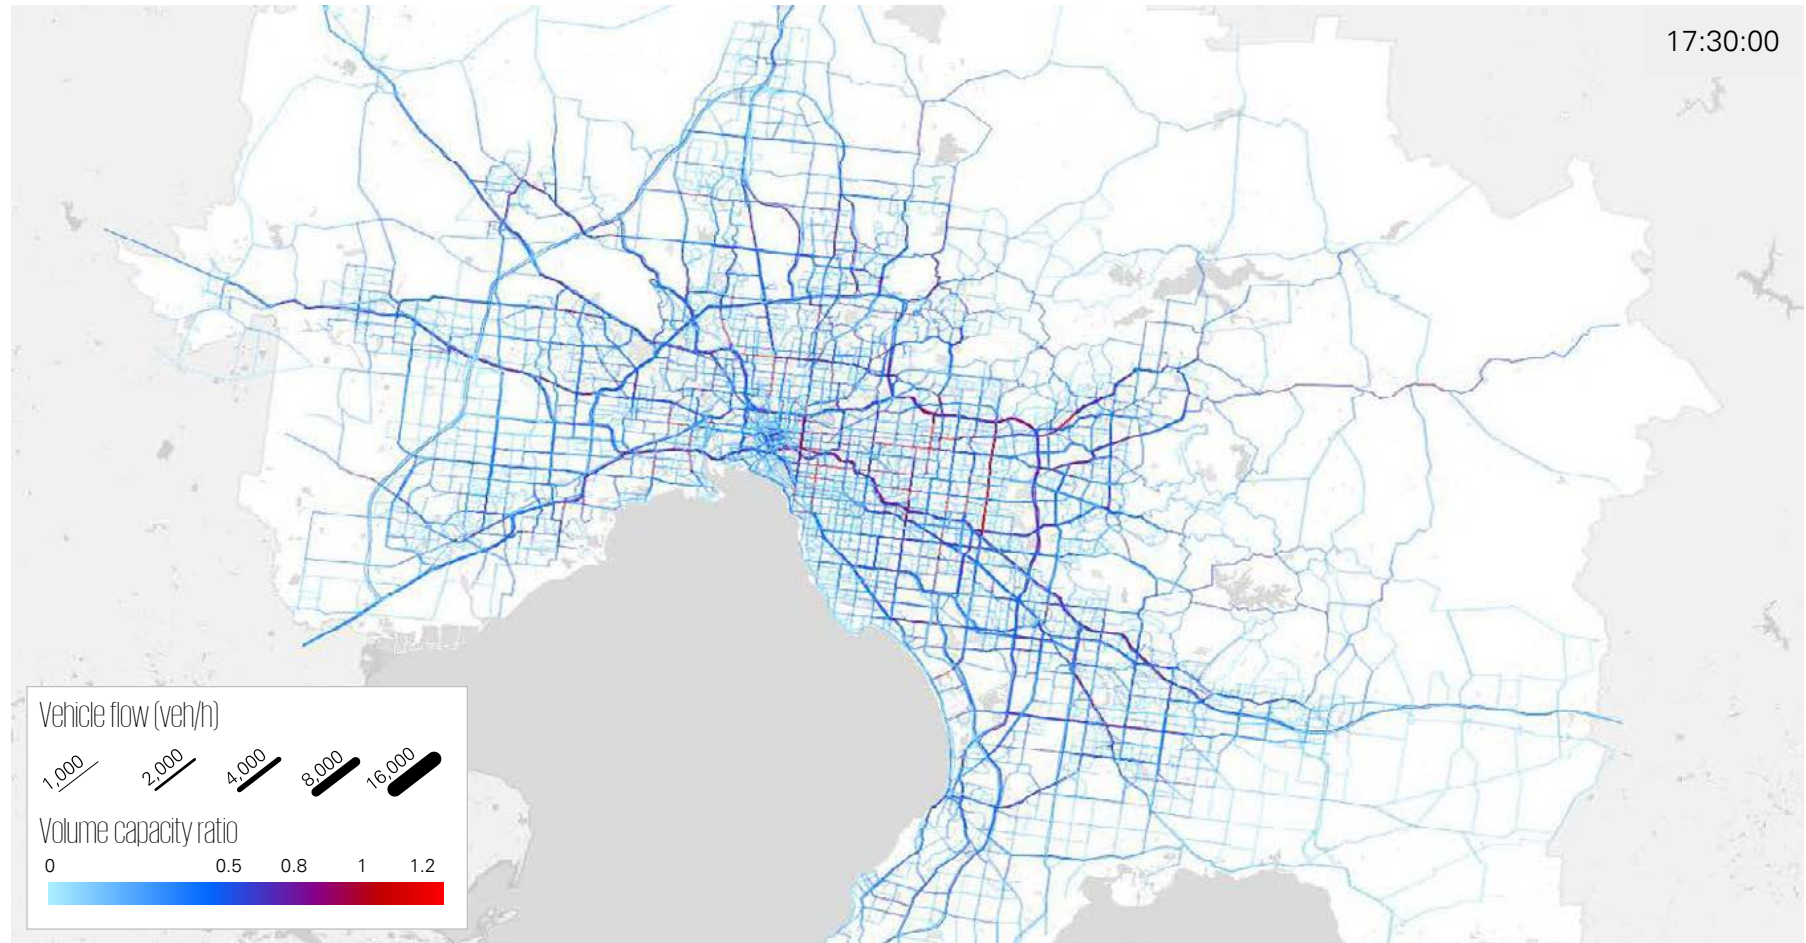 17:30:00
Vehicle flow (veh/h)
1,000 2,000 4,000 8,000 16,000
Volume capacity ratio
0 0.5 0.8 1 1.2